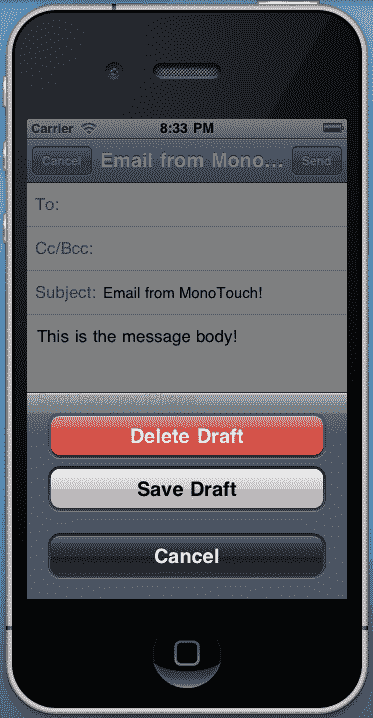 Carrier 8:33 PM
Cancel Email from Mono... Send
To:
Cc/Bcc:
Subject: Email from MonoTouch!
This is the message body!
Delete Draft
Save Draft
Cancel